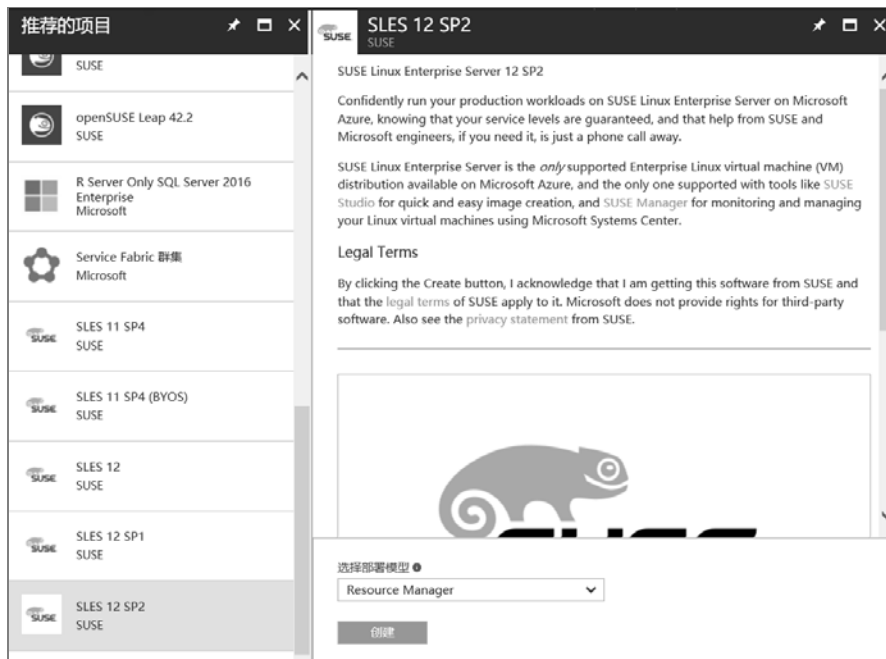 推荐的项目
SUSE
openSUSE Leap 42.2
SUSE
R Server Only SQL Server 2016
Enterprise
Microsoft
Service Fabric 群集
Microsoft
SUSE
SLES 11 SP4
SUSE
SUSE
SLES 11 SP4 (BYOS)
SUSE
SUSE
SLES 12
SUSE
SUSE
SLES 12 SP1
SUSE
SUSE
SLES 12 SP2
SUSE
SUSE
SLES 12 SP2
SUSE
SUSE Linux Enterprise Server 12 SP2
Confidently run your production workloads on SUSE Linux Enterprise Server on Microsoft
Azure, knowing that your service levels are guaranteed, and that help from SUSE and
Microsoft engineers, if you need it, is just a phone call away.
SUSE Linux Enterprise Server is the only supported Enterprise Linux virtual machine (VM)
distribution available on Microsoft Azure, and the only one supported with tools like SUSE
Studio for quick and easy image creation, and SUSE Manager for monitoring and managing
your Linux virtual machines using Microsoft Systems Center.
Legal Terms
By clicking the Create button, I acknowledge that I am getting this software from SUSE and
that the legal terms of SUSE apply to it. Microsoft does not provide rights for third-party
software. Also see the privacy statement from SUSE.
SUSE
选择部署模型
Resource Manager
创建